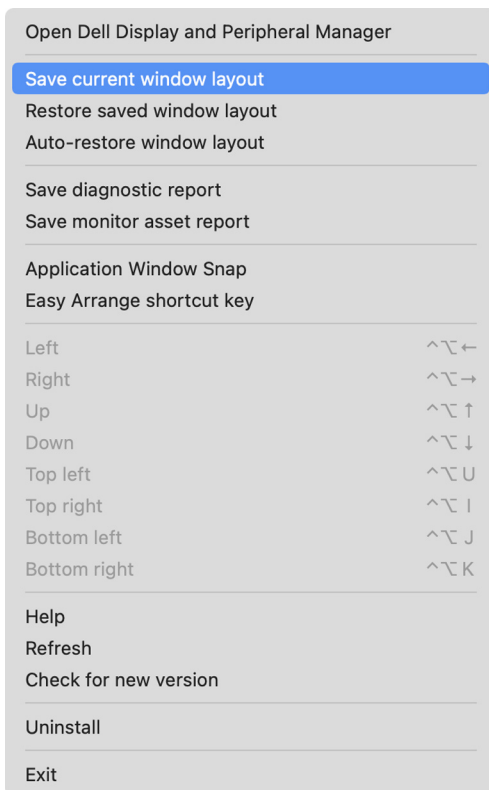 Open Dell Display and Peripheral Manager
Save current window layout
Restore saved window layout
Auto-restore window layout
Save diagnostic report
Save monitor asset report
Application Window Snap
Easy Arrange shortcut key
Left ^⌥←
Right ^⌥→
Up ^⌥↑
Down ^⌥↓
Top left ^⌥U
Top right ^⌥I
Bottom left ^⌥J
Bottom right ^⌥K
Help
Refresh
Check for new version
Uninstall
Exit